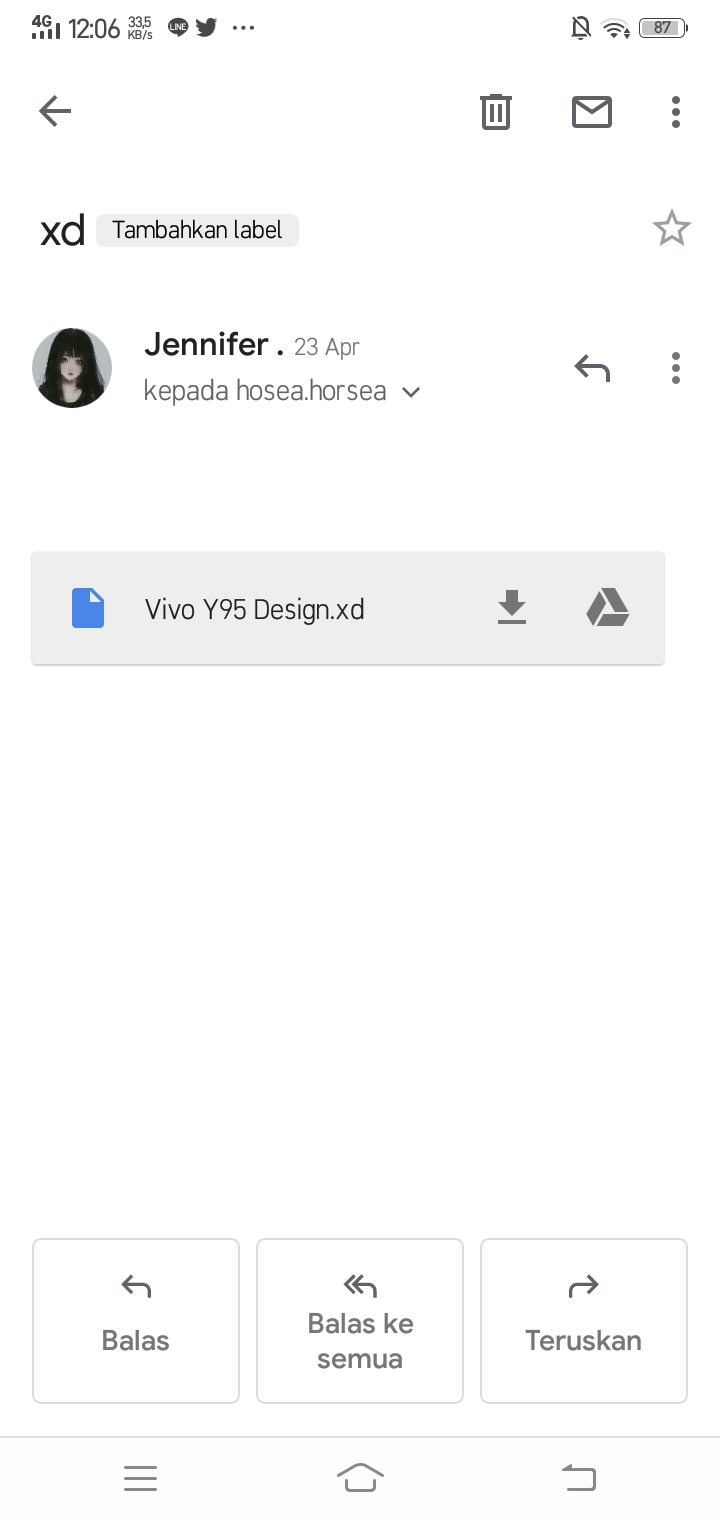 4G 12:06 33,5 KB/s LINE 87
xd Tambahkan label
Jennifer . 23 Apr
kepada hosea.horsea
Vivo Y95 Design.xd
Balas
Balas ke
semua
Teruskan